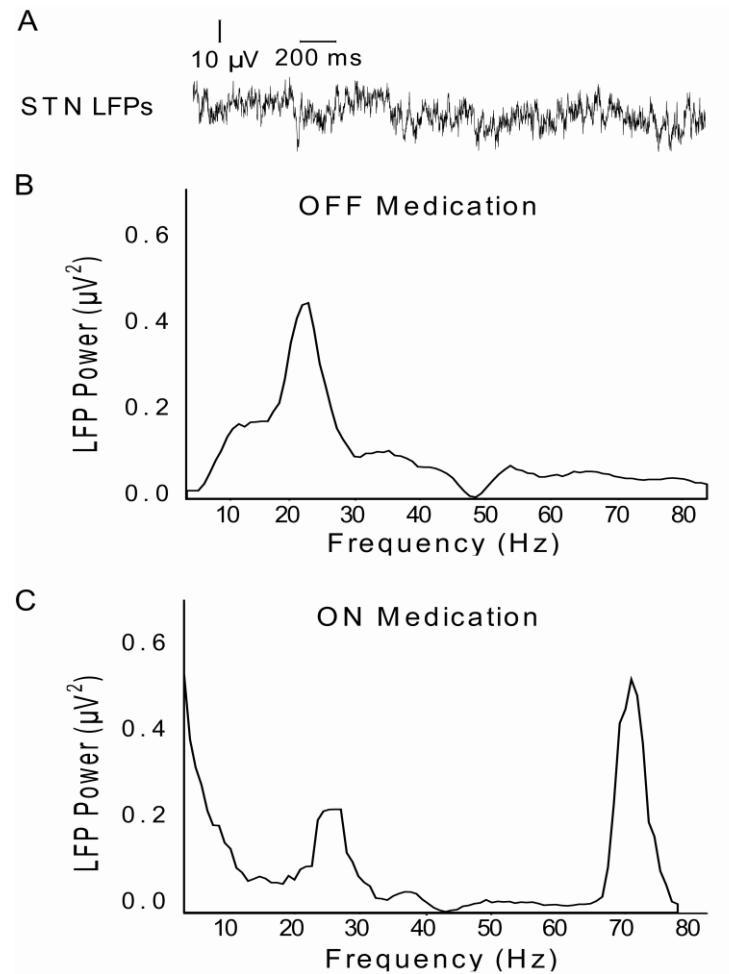 A
10 µV 200 ms
STN LFPs
B
OFF Medication
LFP Power (µV²)
0.6
0.4
0.2
0.0
10 20 30 40 50 60 70 80
Frequency (Hz)
C
ON Medication
LFP Power (µV²)
0.6
0.4
0.2
0.0
10 20 30 40 50 60 70 80
Frequency (Hz)